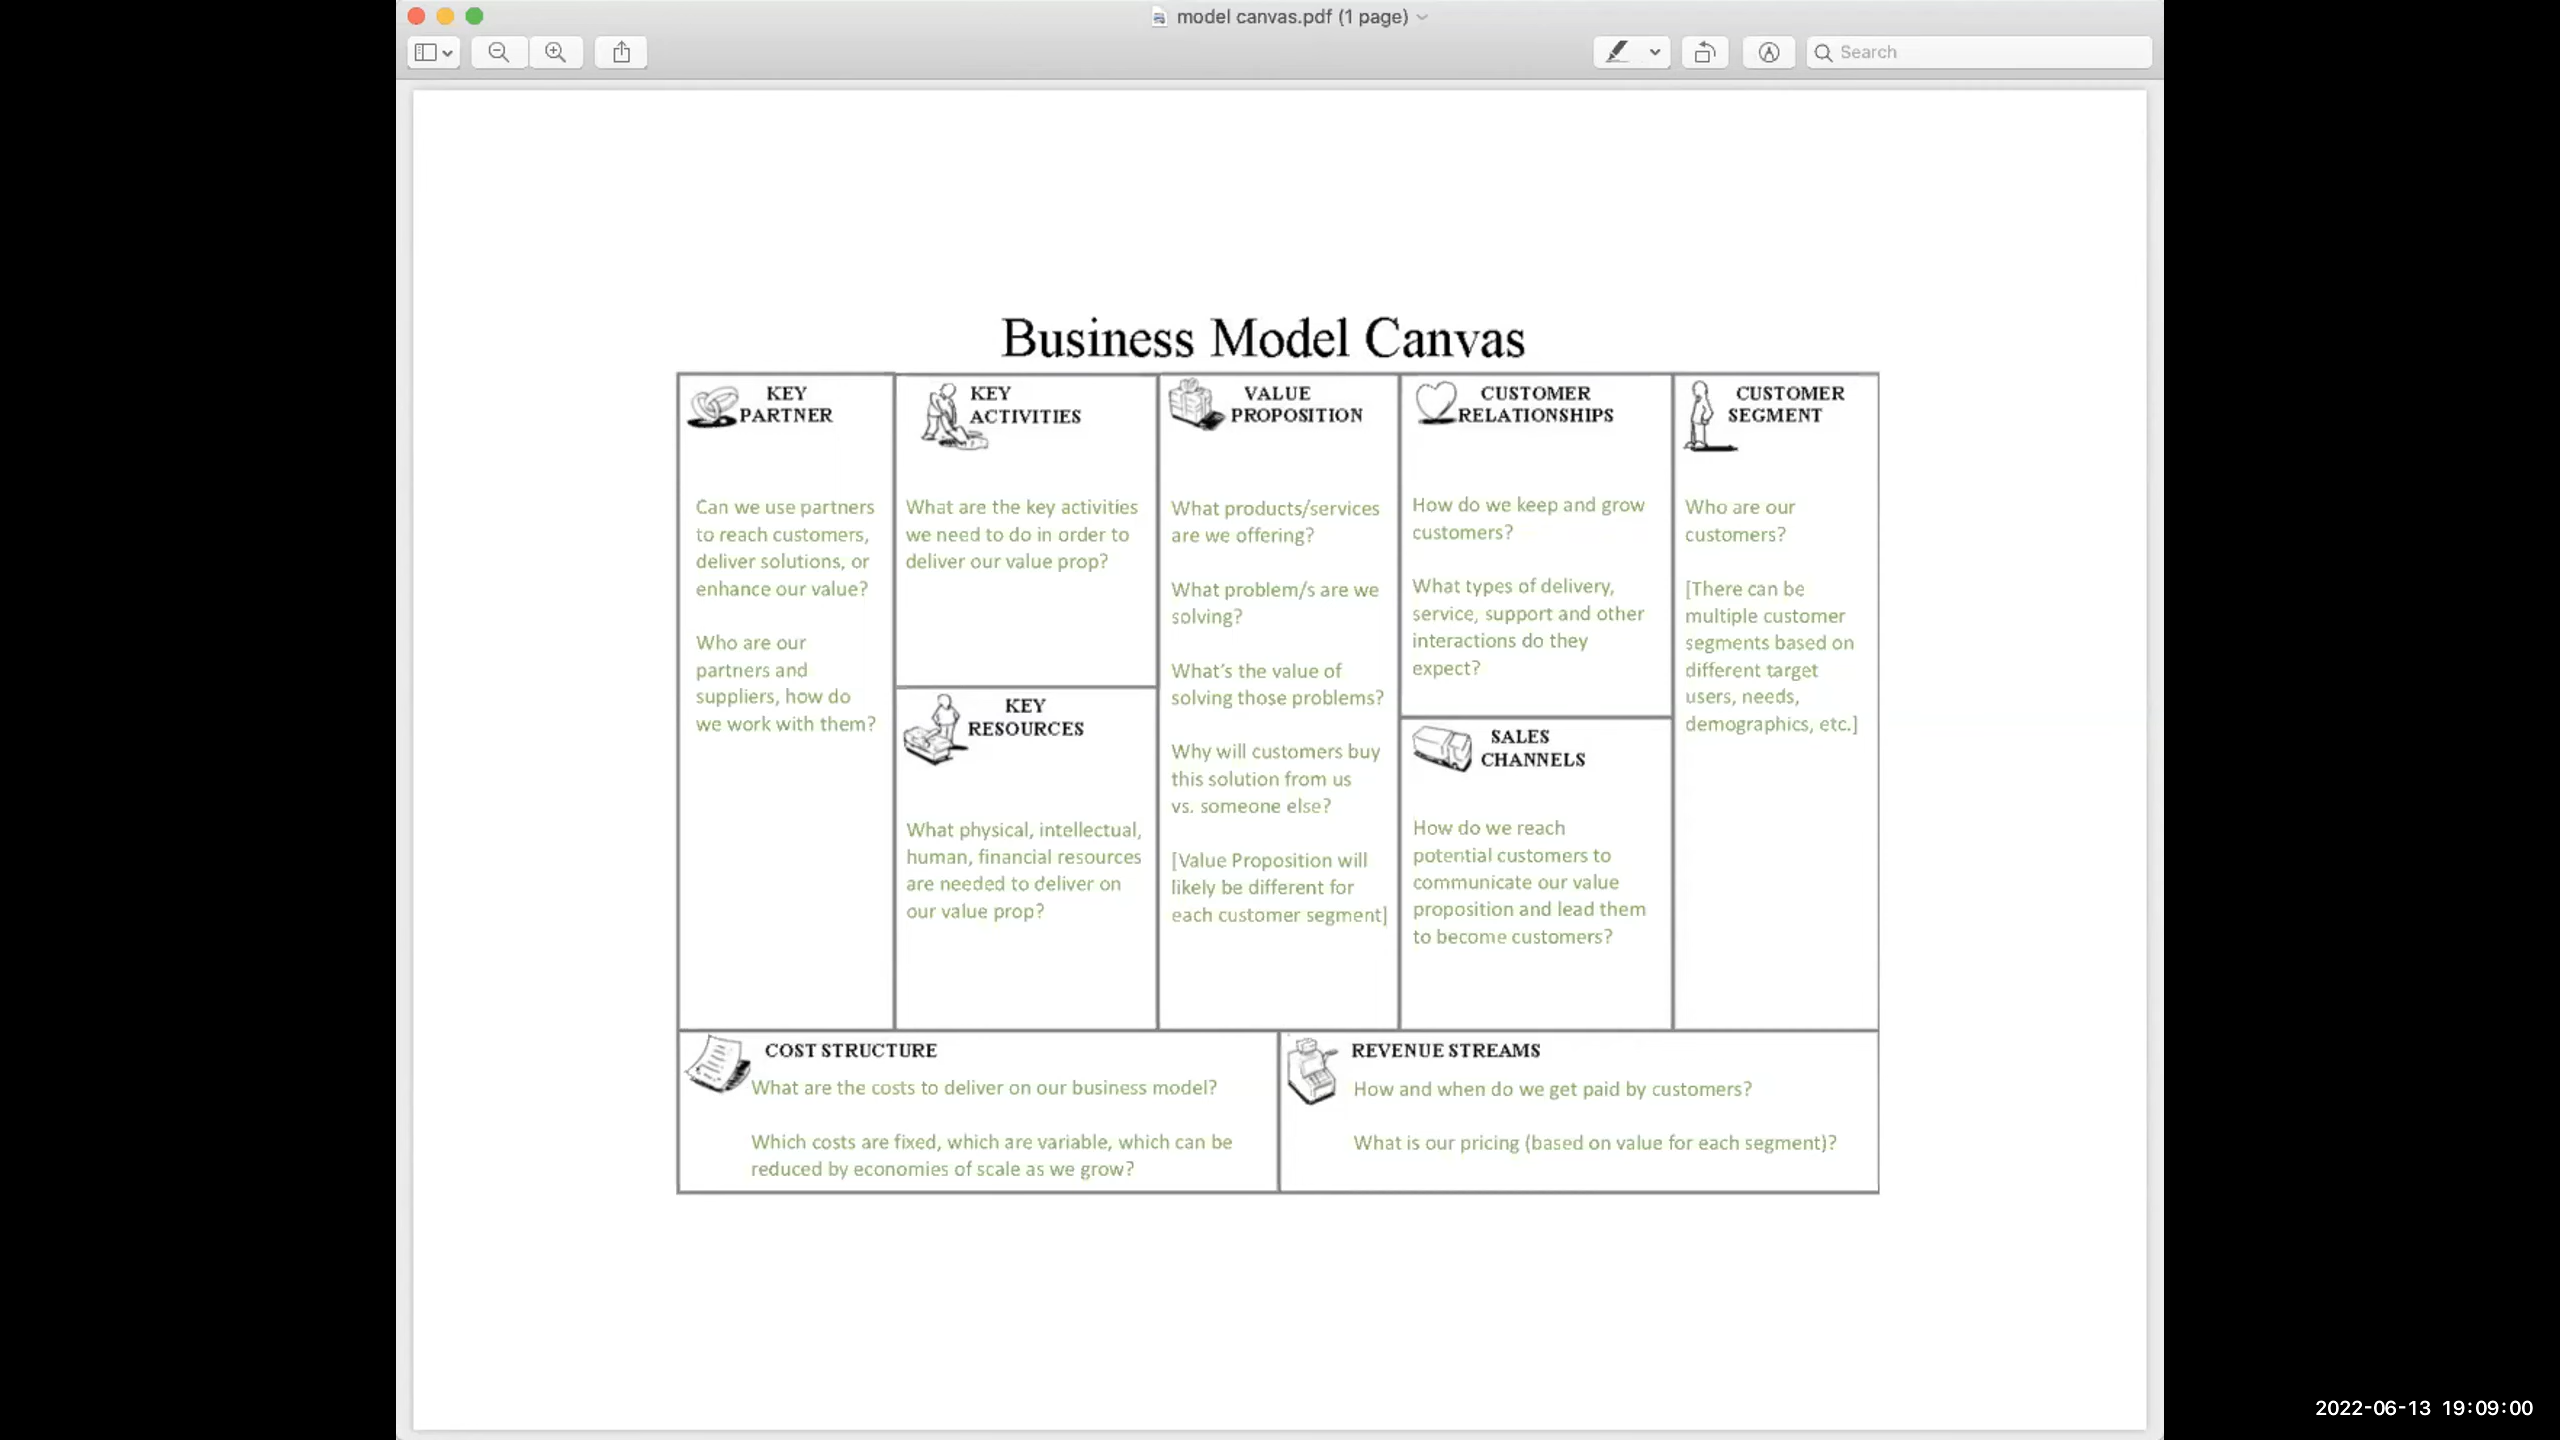 model canvas.pdf (1 page)
Search
Business Model Canvas
KEY
PARTNER
Can we use partners
to reach customers,
deliver solutions, or
enhance our value?
Who are our
partners and
suppliers, how do
we work with them?
KEY
ACTIVITIES
What are the key activities
we need to do in order to
deliver our value prop?
KEY
RESOURCES
What physical, intellectual,
human, financial resources
are needed to deliver on
our value prop?
VALUE
PROPOSITION
What products/services
are we offering?
What problem/s are we
solving?
What's the value of
solving those problems?
Why will customers buy
this solution from us
vs. someone else?
[Value Proposition will
likely be different for
each customer segment]
CUSTOMER
RELATIONSHIPS
How do we keep and grow
customers?
What types of delivery,
service, support and other
interactions do they
expect?
SALES
CHANNELS
How do we reach
potential customers to
communicate our value
proposition and lead them
to become customers?
CUSTOMER
SEGMENT
Who are our
customers?
[There can be
multiple customer
segments based on
different target
users, needs,
demographics, etc.]
COST STRUCTURE
What are the costs to deliver on our business model?
Which costs are fixed, which are variable, which can be
reduced by economies of scale as we grow?
REVENUE STREAMS
How and when do we get paid by customers?
What is our pricing (based on value for each segment)?
2022-06-13 19:09:00